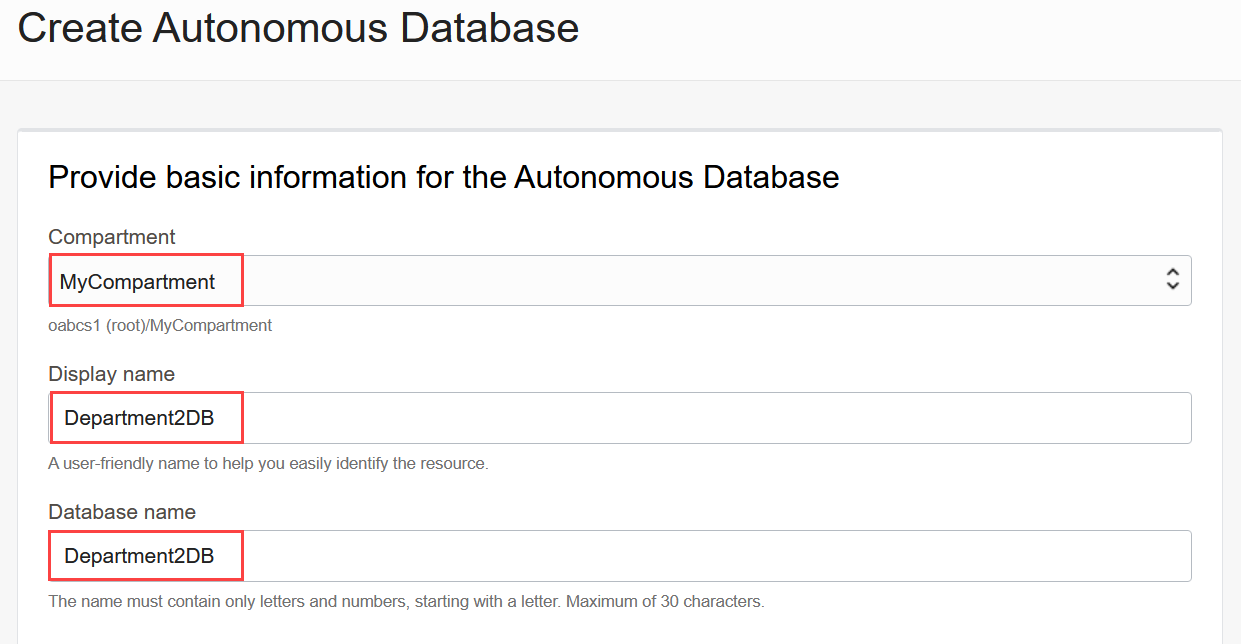 Create Autonomous Database
Provide basic information for the Autonomous Database
Compartment
MyCompartment
oabcs1 (root)/MyCompartment
Display name
Department2DB
A user-friendly name to help you easily identify the resource.
Database name
Department2DB
The name must contain only letters and numbers, starting with a letter. Maximum of 30 characters.